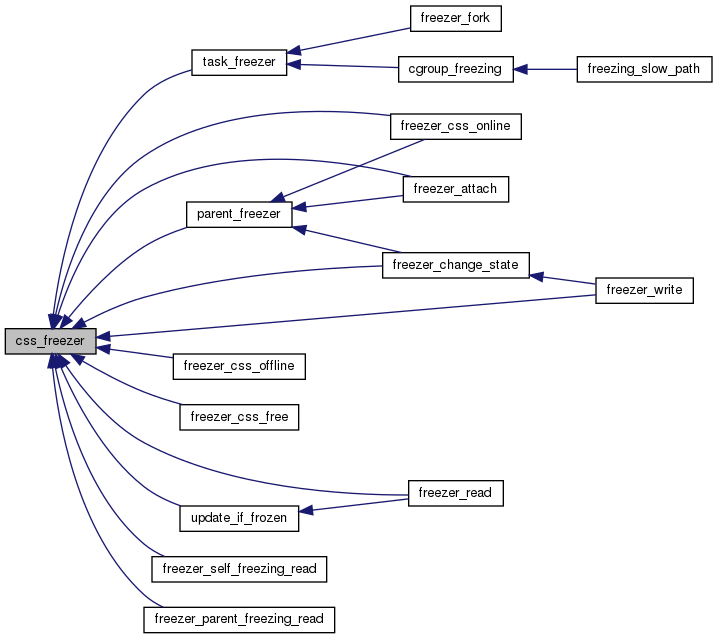 freezer_fork
task_freezer
cgroup_freezing
freezing_slow_path
freezer_css_online
freezer_attach
parent_freezer
freezer_change_state
freezer_write
css_freezer
freezer_css_offline
freezer_css_free
freezer_read
update_if_frozen
freezer_self_freezing_read
freezer_parent_freezing_read